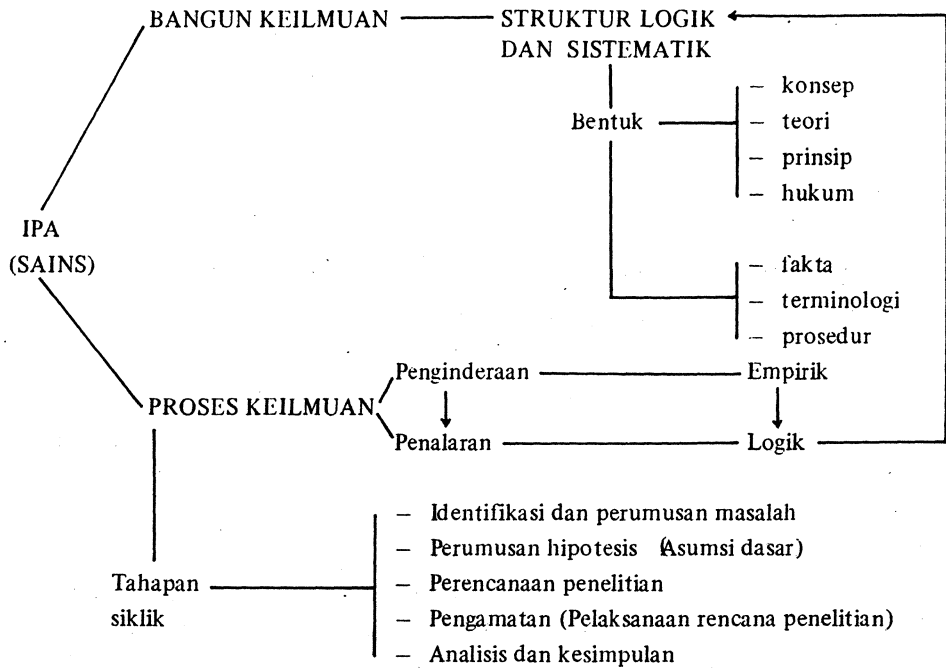 BANGUN KEILMUAN
STRUKTUR LOGIK
DAN SISTEMATIK
Bentuk
– konsep
– teori
– prinsip
– hukum
IPA
(SAINS)
– fakta
– terminologi
– prosedur
PROSES KEILMUAN
Penginderaan
Empirik
Penalaran
Logik
Tahapan
siklik
– Identifikasi dan perumusan masalah
– Perumusan hipotesis (Asumsi dasar)
– Perencanaan penelitian
– Pengamatan (Pelaksanaan rencana penelitian)
– Analisis dan kesimpulan